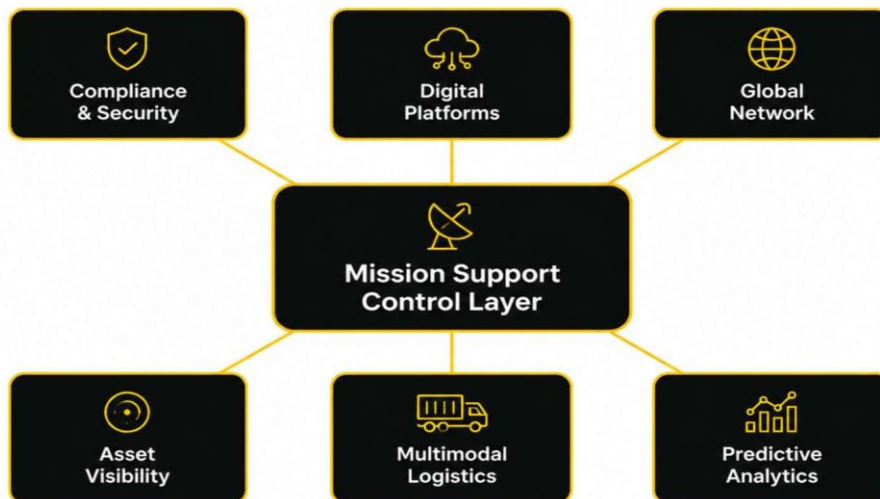 Compliance
& Security
Digital
Platforms
Global
Network
Mission Support
Control Layer
Asset
Visibility
Multimodal
Logistics
Predictive
Analytics